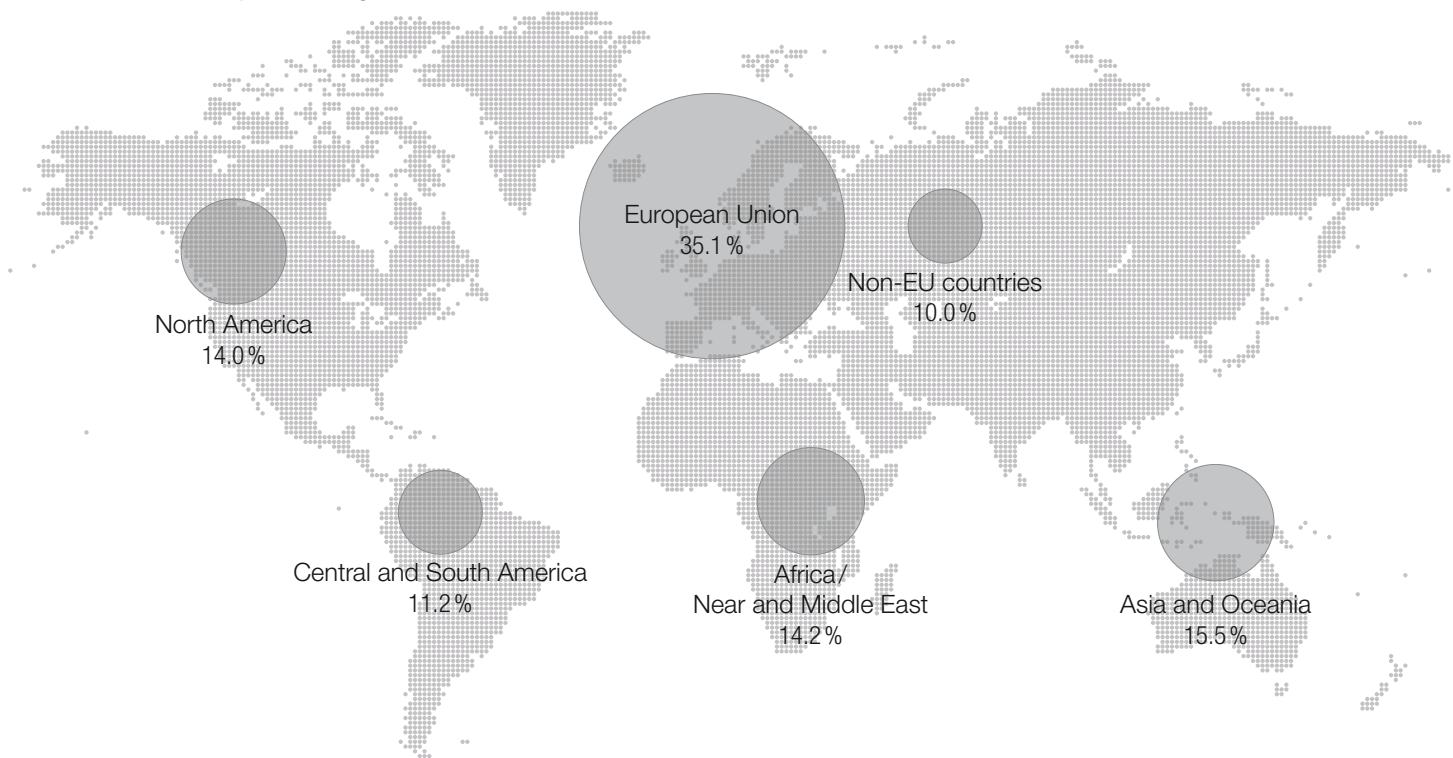 European Union
35.1 %
Non-EU countries
10.0 %
North America
14.0 %
Central and South America
11.2 %
Africa/
Near and Middle East
14.2 %
Asia and Oceania
15.5 %